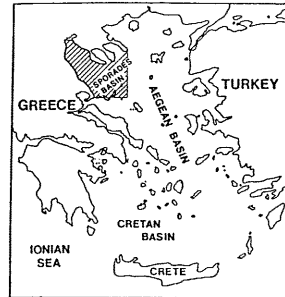 SPORADES
BASIN
TURKEY
GREECE
AEGEAN BASIN
CRETAN
BASIN
IONIAN
SEA
CRETE